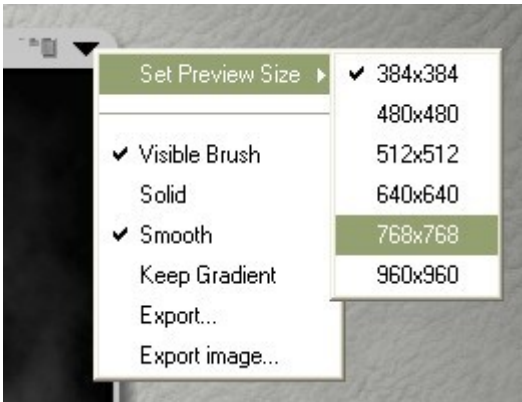 Set Preview Size
Visible Brush
Solid
Smooth
Keep Gradient
Export...
Export image...
384x384
480x480
512x512
640x640
768x768
960x960